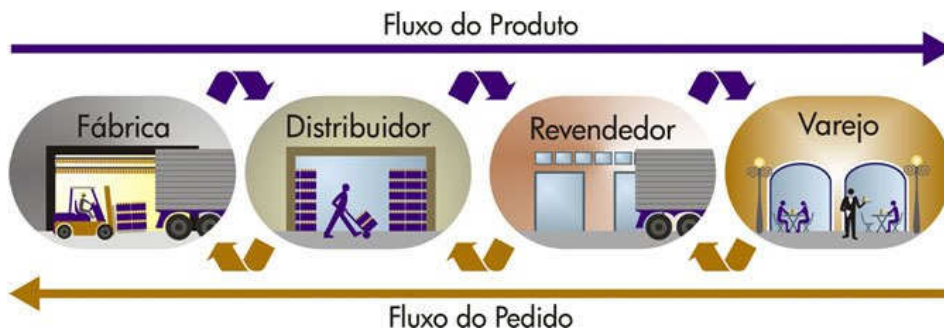 Fluxo do Produto
Fábrica
Distribuidor
Revendedor
Varejo
Fluxo do Pedido